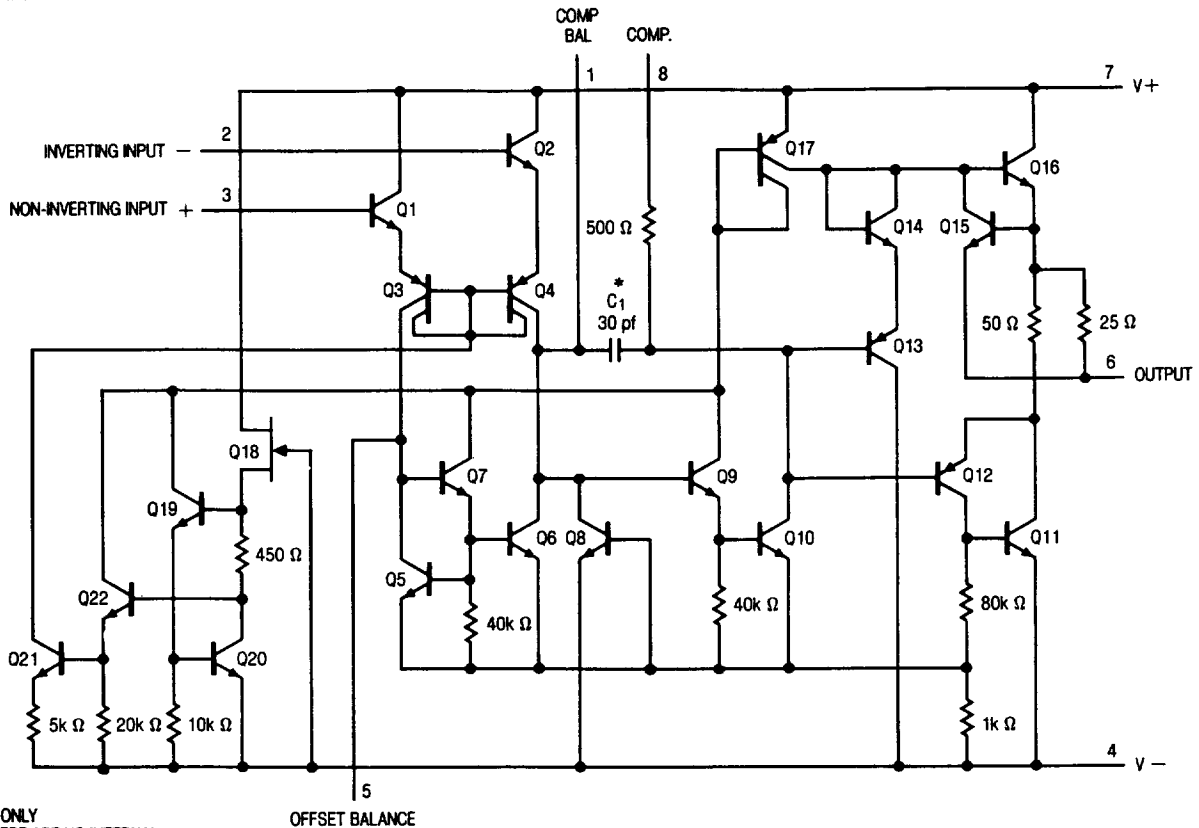 COMP
BAL
COMP.
1
8
7
V+
2
INVERTING INPUT −
Q2
Q17
Q16
3
NON-INVERTING INPUT +
Q1
500 Ω
Q14
Q15
Q3
Q4
*
C1
30 pf
50 Ω
25 Ω
Q13
6
OUTPUT
Q18
Q7
Q9
Q12
Q19
Q6
Q8
Q10
Q11
450 Ω
Q5
Q22
40k Ω
40k Ω
80k Ω
Q21
Q20
5k Ω
20k Ω
10k Ω
1k Ω
4
V −
5
ONLY
OFFSET BALANCE